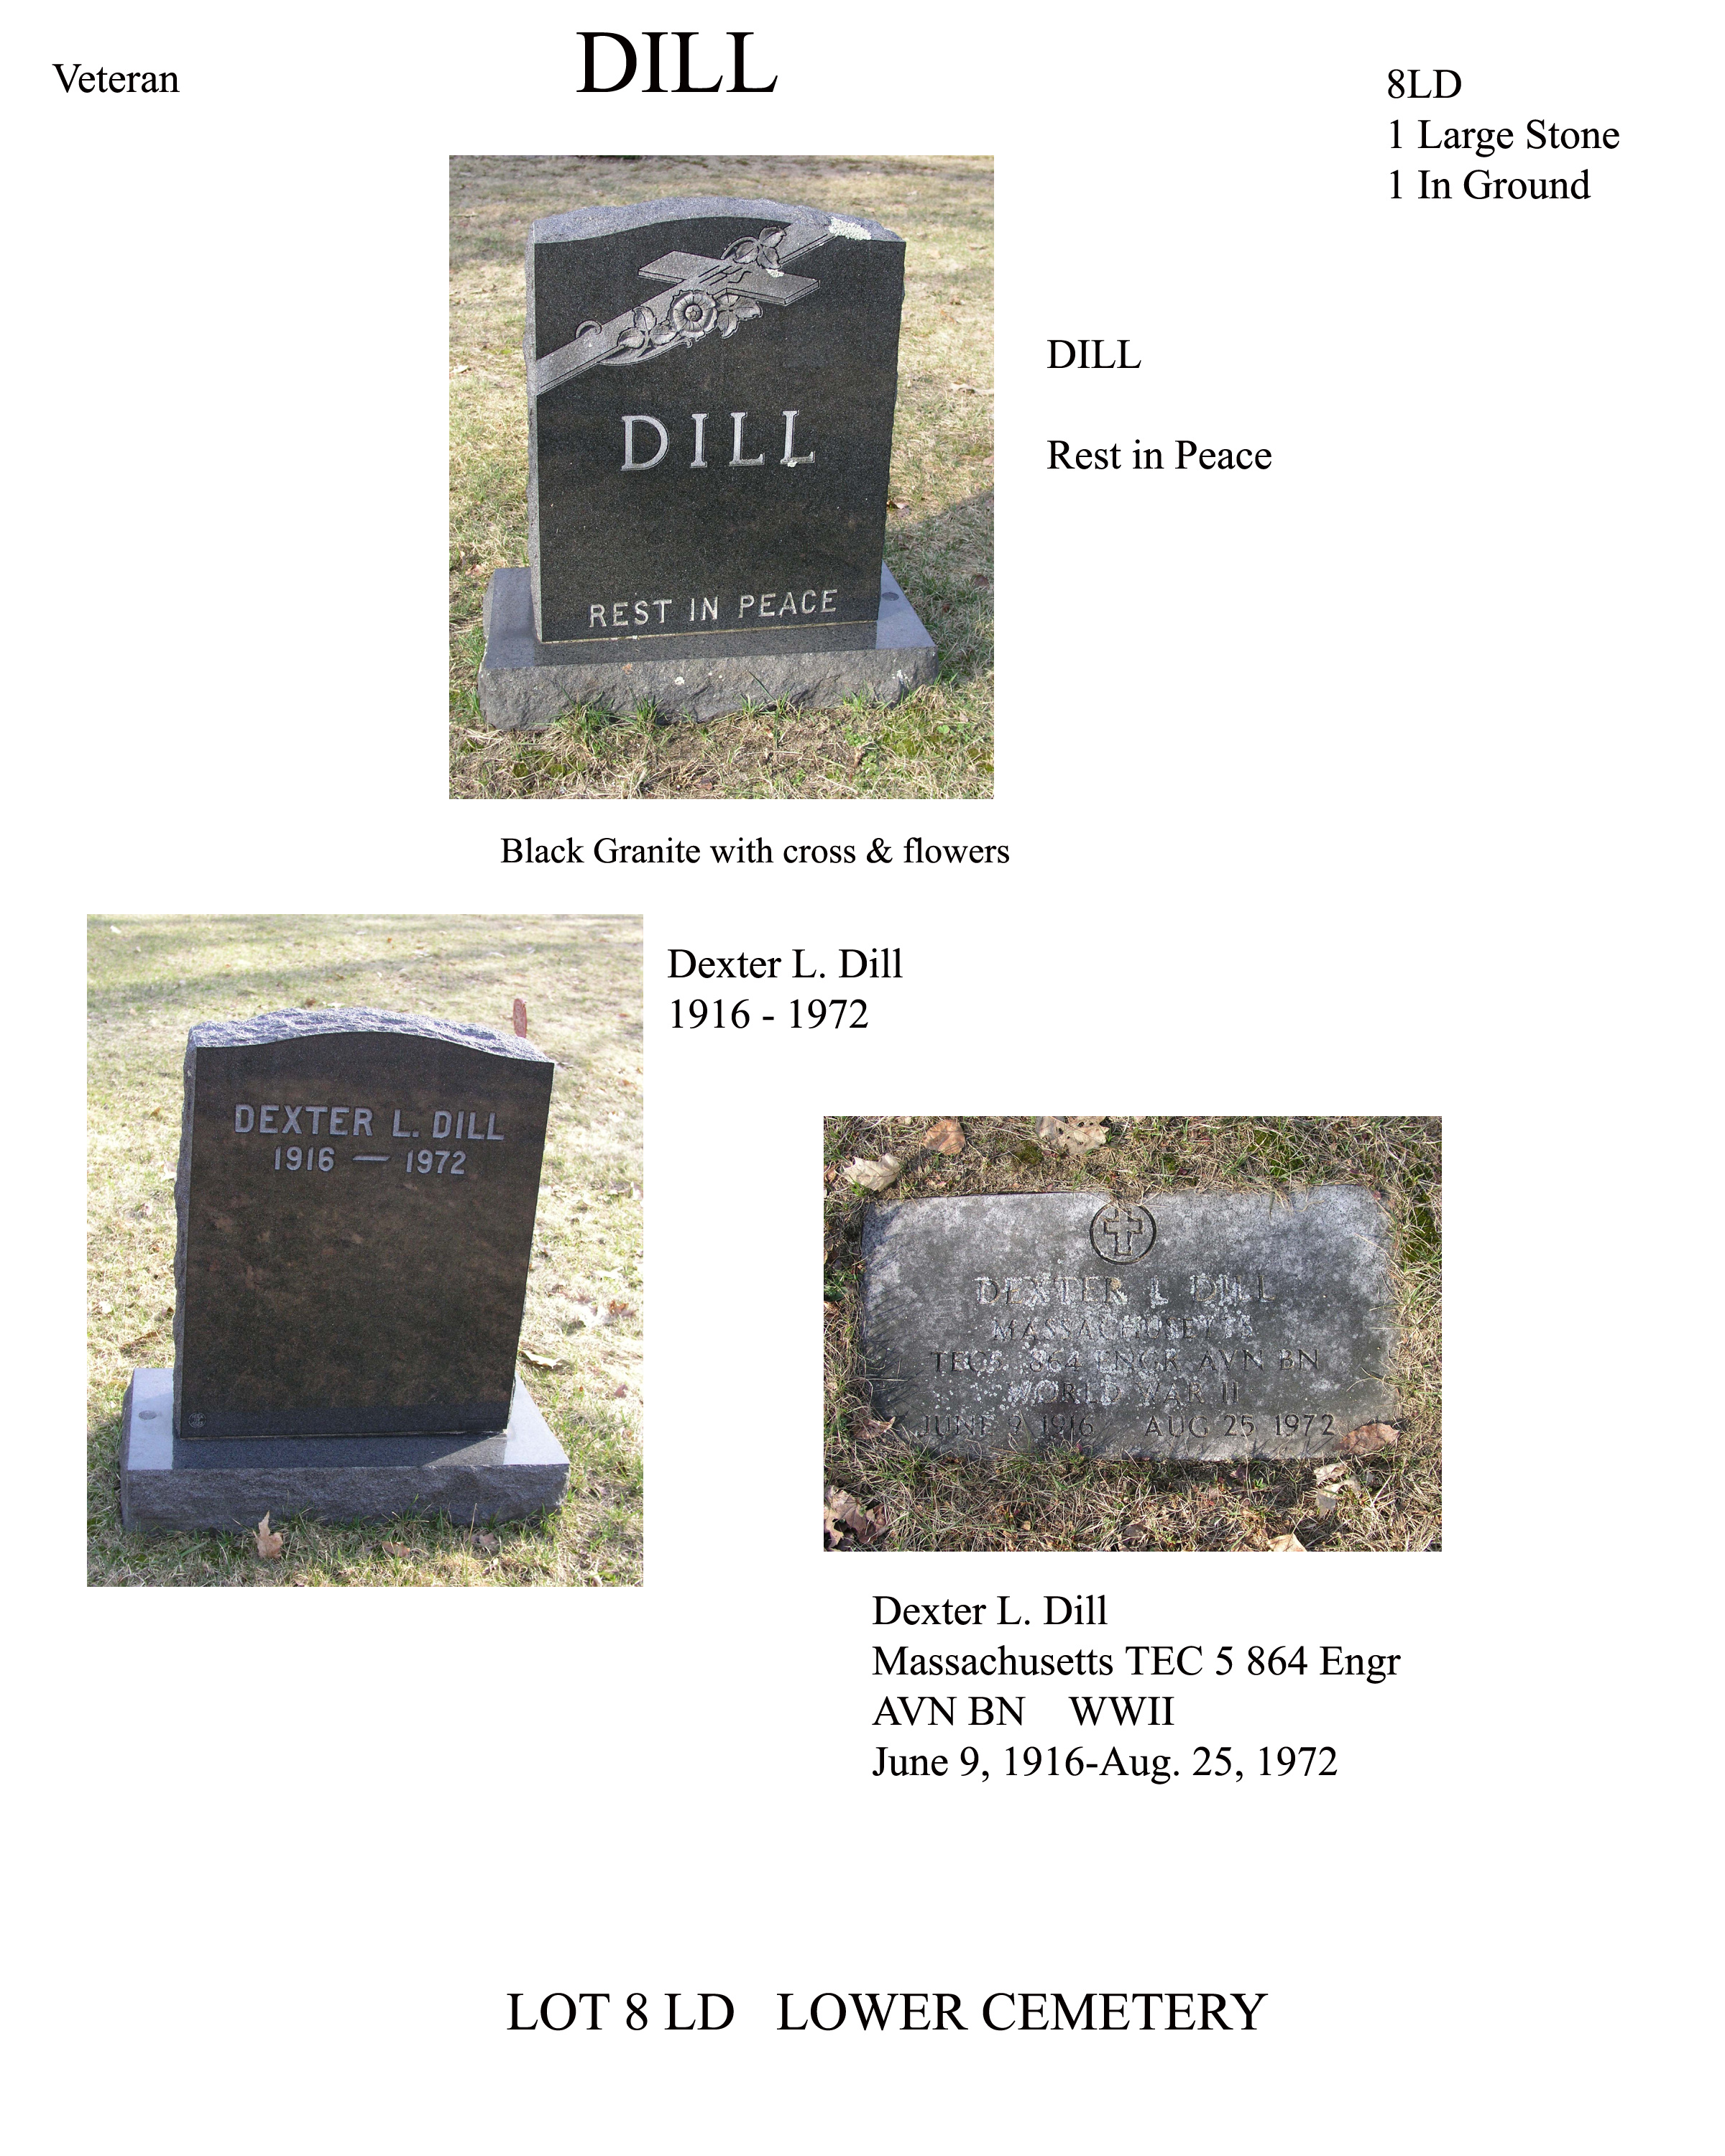 Veteran
DILL
8LD
1 Large Stone
1 In Ground
DILL
REST IN PEACE
DILL
Rest in Peace
Black Granite with cross & flowers
DEXTER L. DILL
1916 — 1972
Dexter L. Dill
1916 - 1972
DEXTER L DILL
MASSACHUSETTS
TEC5 864 ENGR AVN BN
WORLD WAR II
JUNE 9 1916 AUG 25 1972
Dexter L. Dill
Massachusetts TEC 5 864 Engr
AVN BN WWII
June 9, 1916-Aug. 25, 1972
LOT 8 LD LOWER CEMETERY